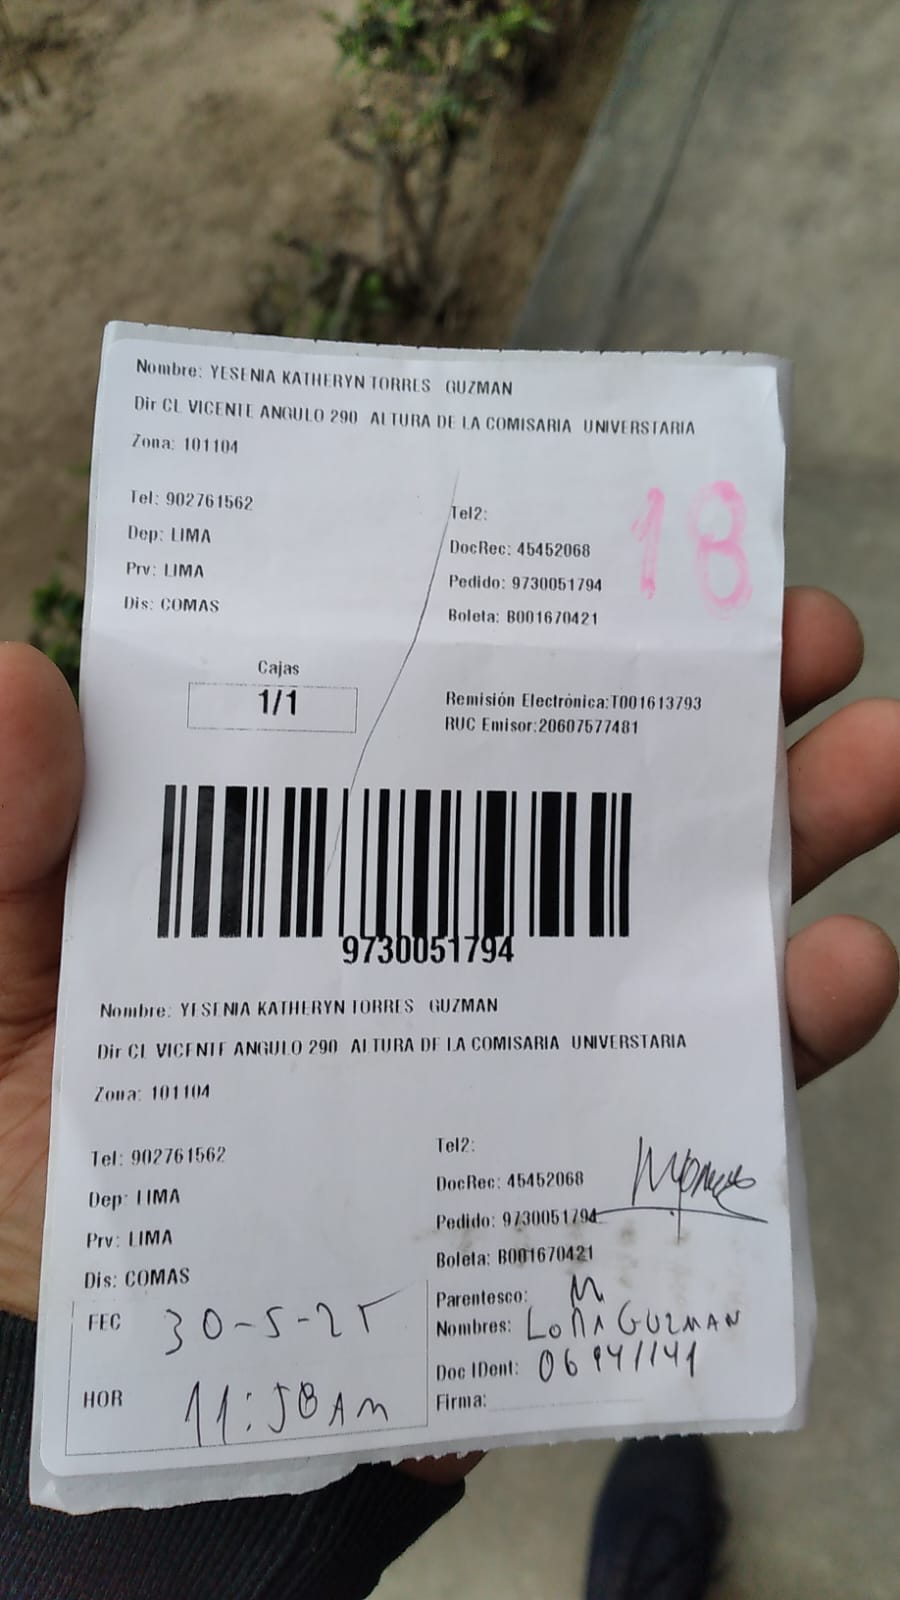 Nombre: YESENIA KATHERYN TORRES GUZMAN
Dir CL VICENTE ANGULO 290 ALTURA DE LA COMISARIA UNIVERSTARIA
Zona: 101104
18
Tel: 902761562
Tel2:
Dep: LIMA
DocRec: 45452068
Prv: LIMA
Pedido: 9730051794
Dis: COMAS
Boleta: B001670421
Cajas
1/1
Remisión Electrónica:T001613793
RUC Emisor:20607577481
9730051794
Nombre: YESENIA KATHERYN TORRES GUZMAN
Dir CL VICENTE ANGULO 290 ALTURA DE LA COMISARIA UNIVERSTARIA
Zona: 101104
Tel: 902761562
Tel2:
Dep: LIMA
DocRec: 45452068
Prv: LIMA
Pedido: 9730051794
Dis: COMAS
Boleta: B001670421
FEC 30-5-25
HOR 11:58 AM
Parentesco: M
Nombres: GUZMAN
Doc IDent: 06941141
Firma: